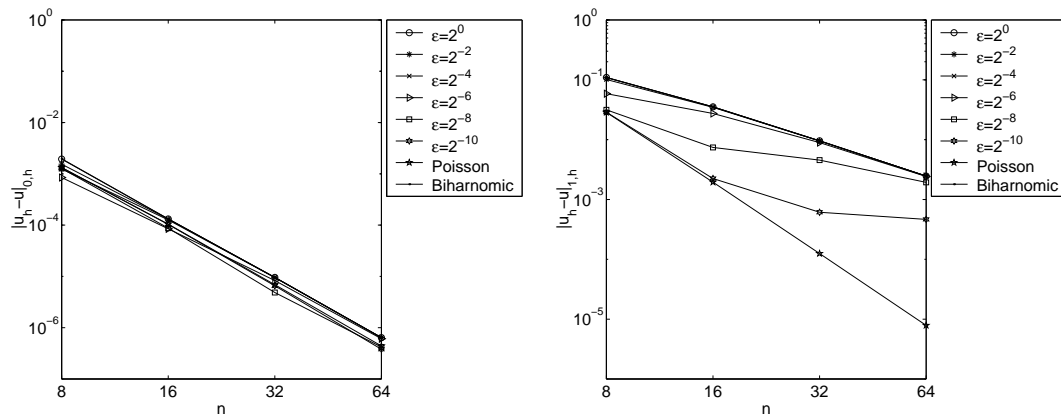 10^0
10^-2
10^-4
10^-6
8 16 32 64
n
|u_h-u|_0,h
ε=2^0
ε=2^-2
ε=2^-4
ε=2^-6
ε=2^-8
ε=2^-10
Poisson
Biharnomic
10^0
10^-1
10^-3
10^-5
8 16 32 64
n
|u_h-u|_1,h
ε=2^0
ε=2^-2
ε=2^-4
ε=2^-6
ε=2^-8
ε=2^-10
Poisson
Biharnomic